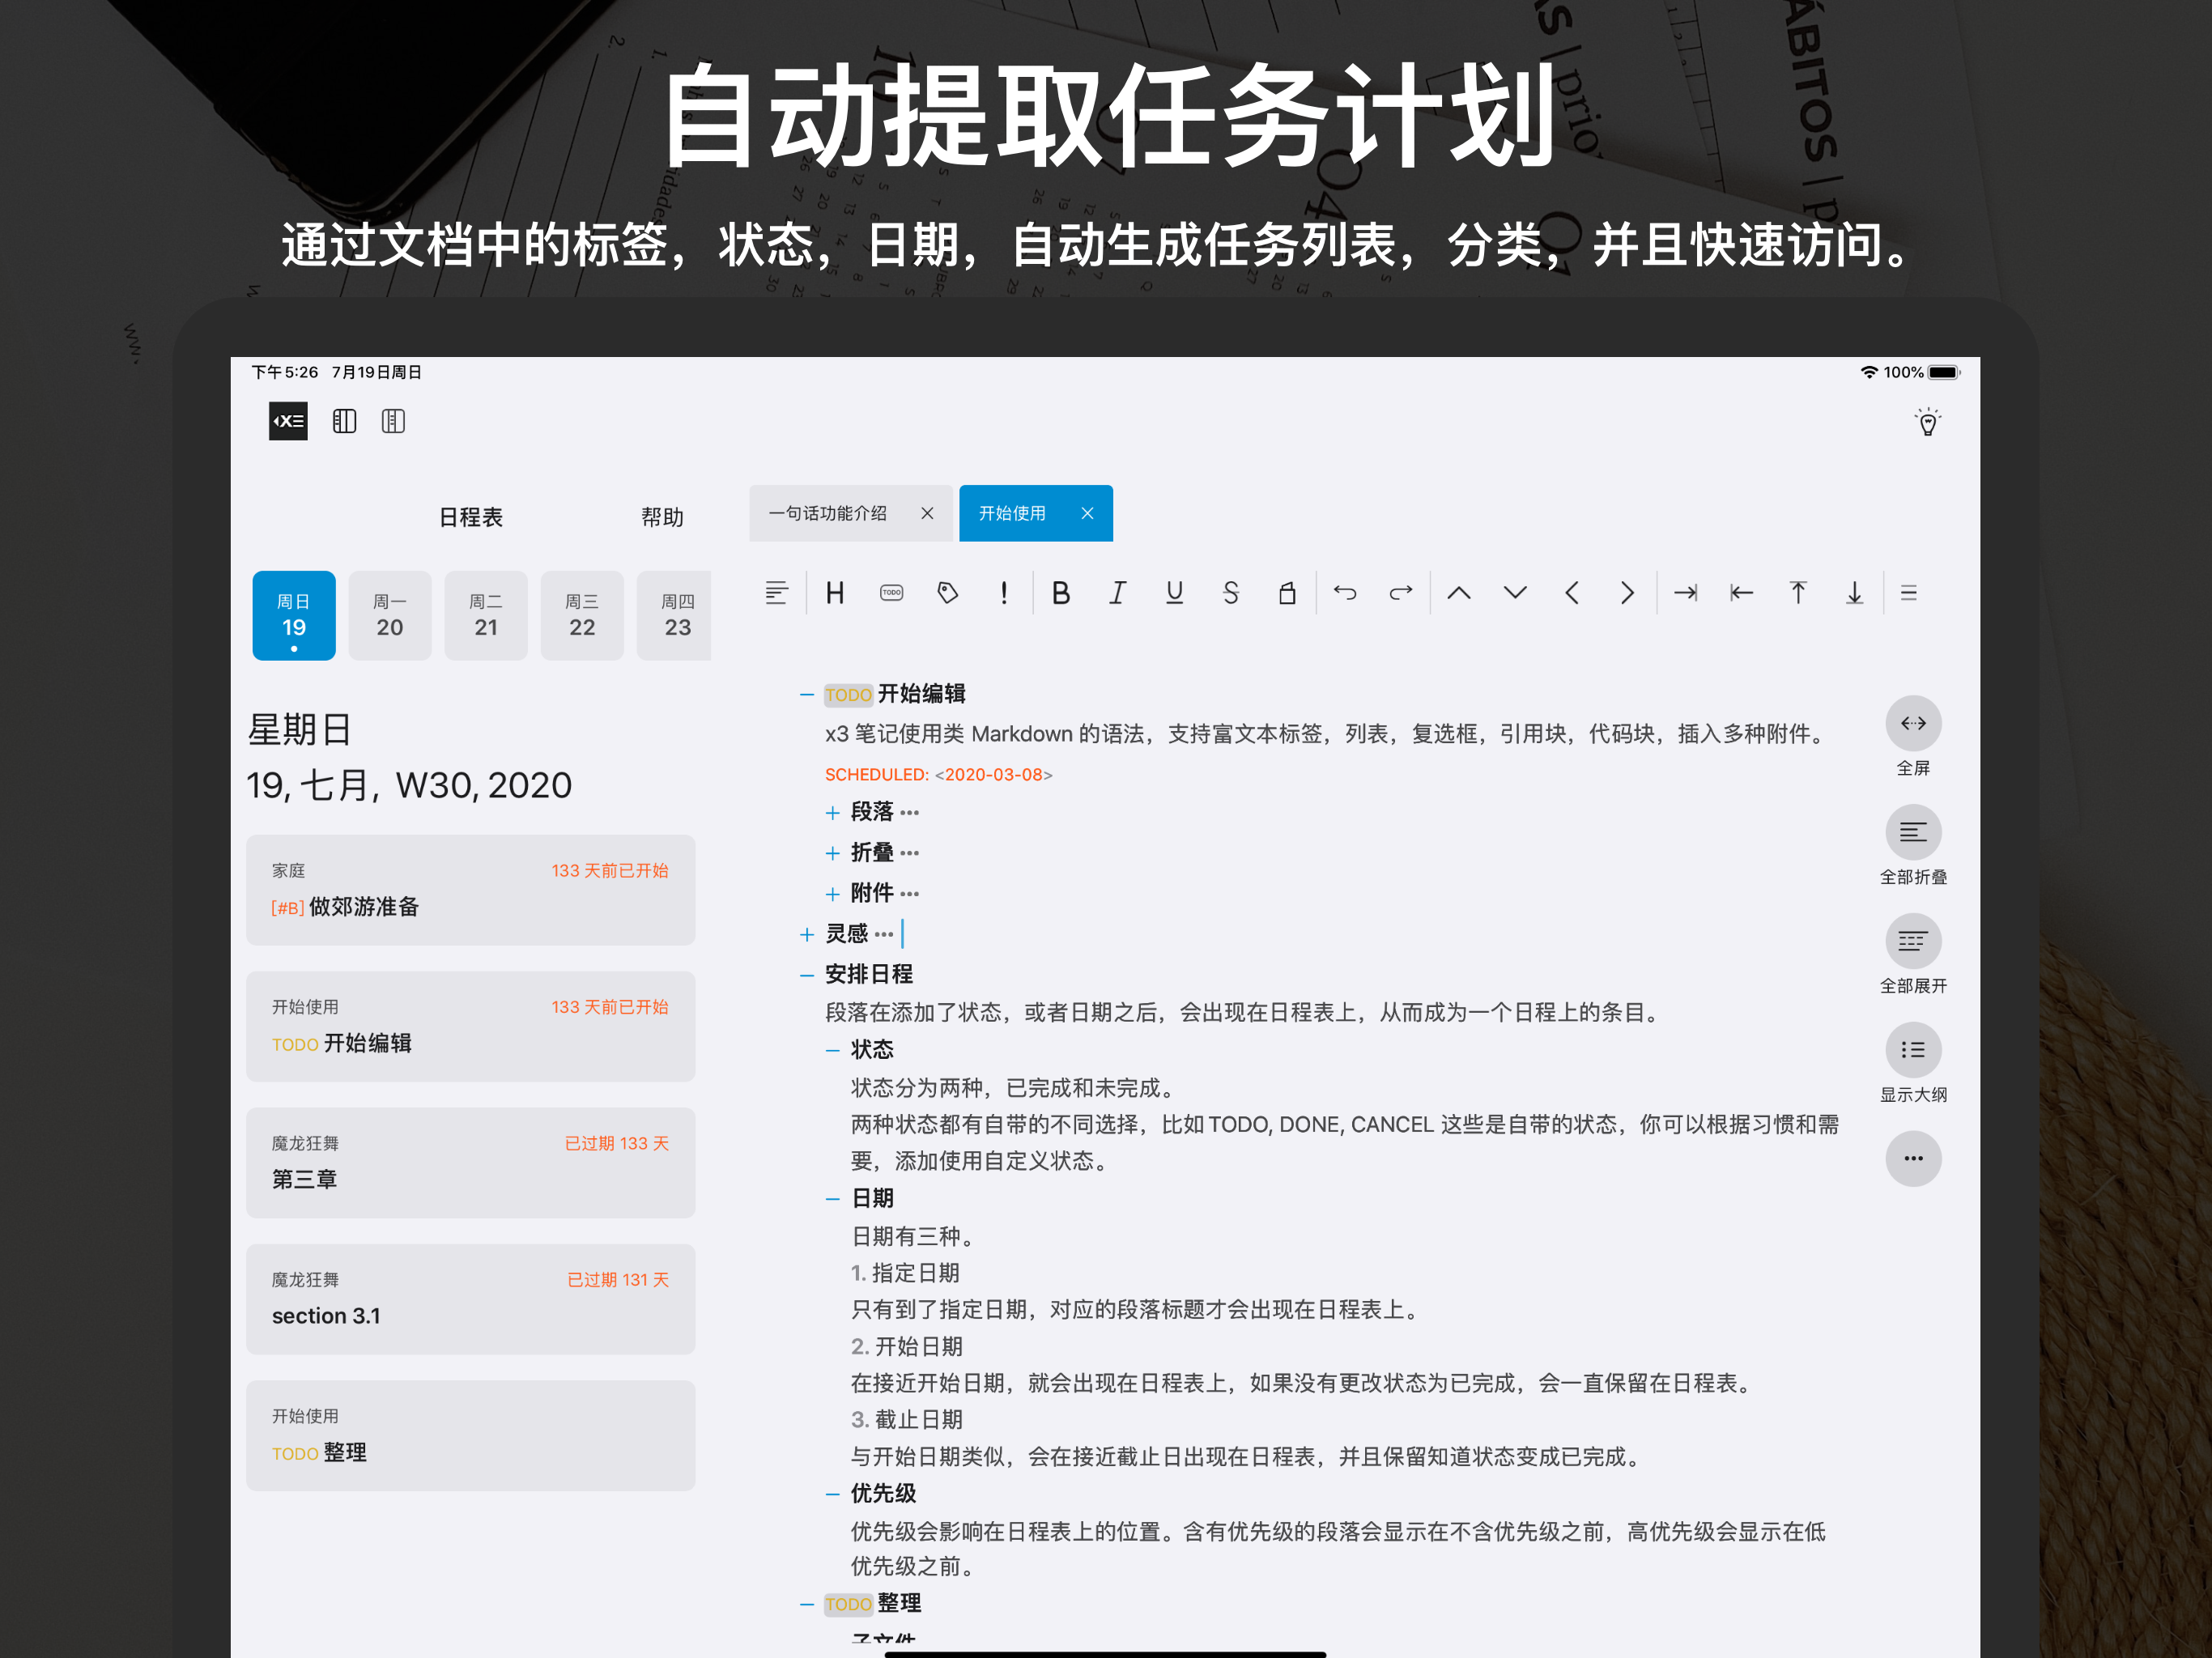 自动提取任务计划
通过文档中的标签，状态，日期，自动生成任务列表，分类，并且快速访问。
下午5:26 7月19日周日
100%
日程表 帮助
周日 周一 周二 周三 周四
19 20 21 22 23
星期日
19, 七月, W30, 2020
家庭 133 天前已开始
[#B] 做郊游准备
开始使用 133 天前已开始
TODO 开始编辑
魔龙狂舞 已过期 133 天
第三章
魔龙狂舞 已过期 131 天
section 3.1
开始使用
TODO 整理
一句话功能介绍 开始使用
H TODO ! B I U S
TODO 开始编辑
x3 笔记使用类 Markdown 的语法，支持富文本标签，列表，复选框，引用块，代码块，插入多种附件。
SCHEDULED: <2020-03-08>
段落 •••
折叠 •••
附件 •••
灵感 •••
安排日程
段落在添加了状态，或者日期之后，会出现在日程表上，从而成为一个日程上的条目。
状态
状态分为两种，已完成和未完成。
两种状态都有自带的不同选择，比如 TODO, DONE, CANCEL 这些是自带的状态，你可以根据习惯和需
要，添加使用自定义状态。
日期
日期有三种。
1. 指定日期
只有到了指定日期，对应的段落标题才会出现在日程表上。
2. 开始日期
在接近开始日期，就会出现在日程表上，如果没有更改状态为已完成，会一直保留在日程表。
3. 截止日期
与开始日期类似，会在接近截止日出现在日程表，并且保留知道状态变成已完成。
优先级
优先级会影响在日程表上的位置。含有优先级的段落会显示在不含优先级之前，高优先级会显示在低
优先级之前。
TODO 整理
子文件
全屏
全部折叠
全部展开
显示大纲